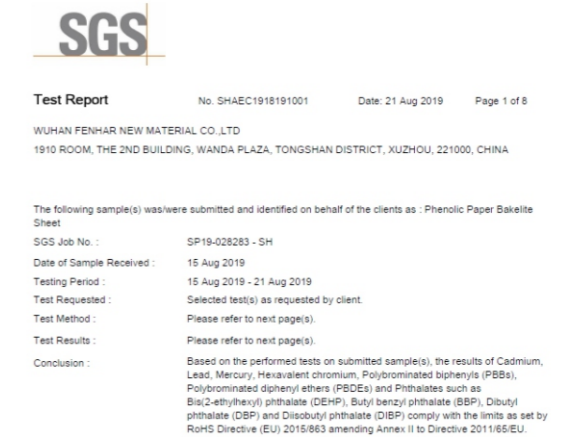 SGS
Test Report No. SHAEC1918191001 Date: 21 Aug 2019 Page 1 of 8
WUHAN FENHAR NEW MATERIAL CO.,LTD
1910 ROOM, THE 2ND BUILDING, WANDA PLAZA, TONGSHAN DISTRICT, XUZHOU, 221000, CHINA
The following sample(s) was/were submitted and identified on behalf of the clients as : Phenolic Paper Bakelite
Sheet
SGS Job No. : SP19-028283 - SH
Date of Sample Received : 15 Aug 2019
Testing Period : 15 Aug 2019 - 21 Aug 2019
Test Requested : Selected test(s) as requested by client.
Test Method : Please refer to next page(s).
Test Results : Please refer to next page(s).
Conclusion : Based on the performed tests on submitted sample(s), the results of Cadmium,
Lead, Mercury, Hexavalent chromium, Polybrominated biphenyls (PBBs),
Polybrominated diphenyl ethers (PBDEs) and Phthalates such as
Bis(2-ethylhexyl) phthalate (DEHP), Butyl benzyl phthalate (BBP), Dibutyl
phthalate (DBP) and Diisobutyl phthalate (DIBP) comply with the limits as set by
RoHS Directive (EU) 2015/863 amending Annex II to Directive 2011/65/EU.